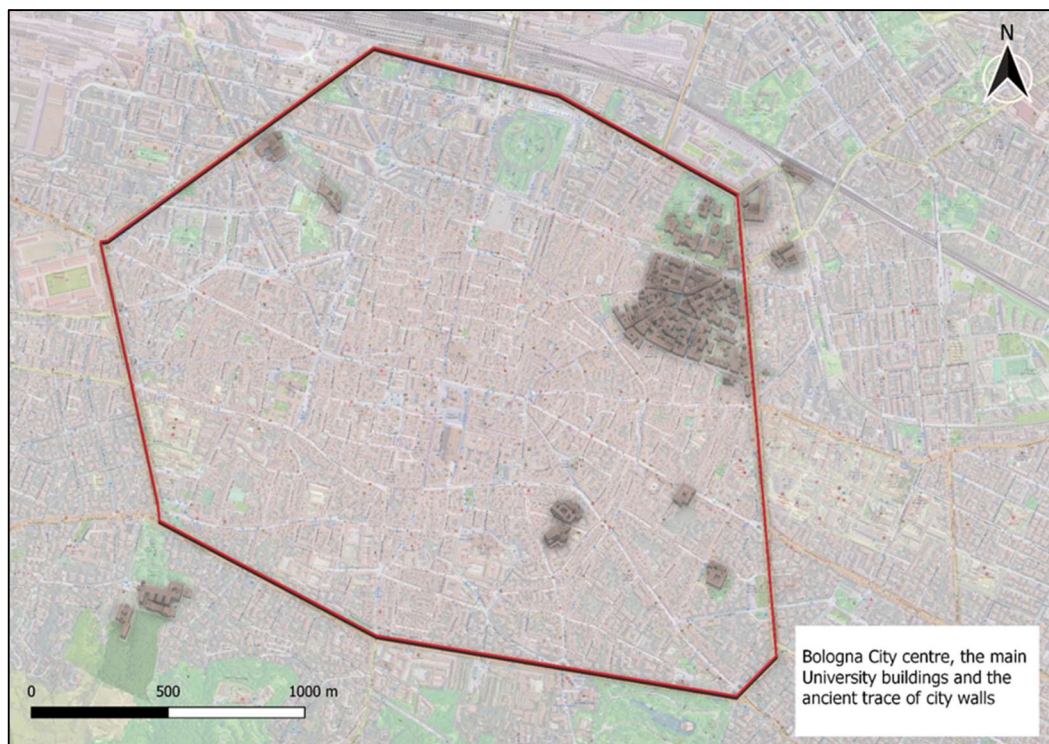 N
Bologna City centre, the main
University buildings and the
ancient trace of city walls
0 500 1000 m